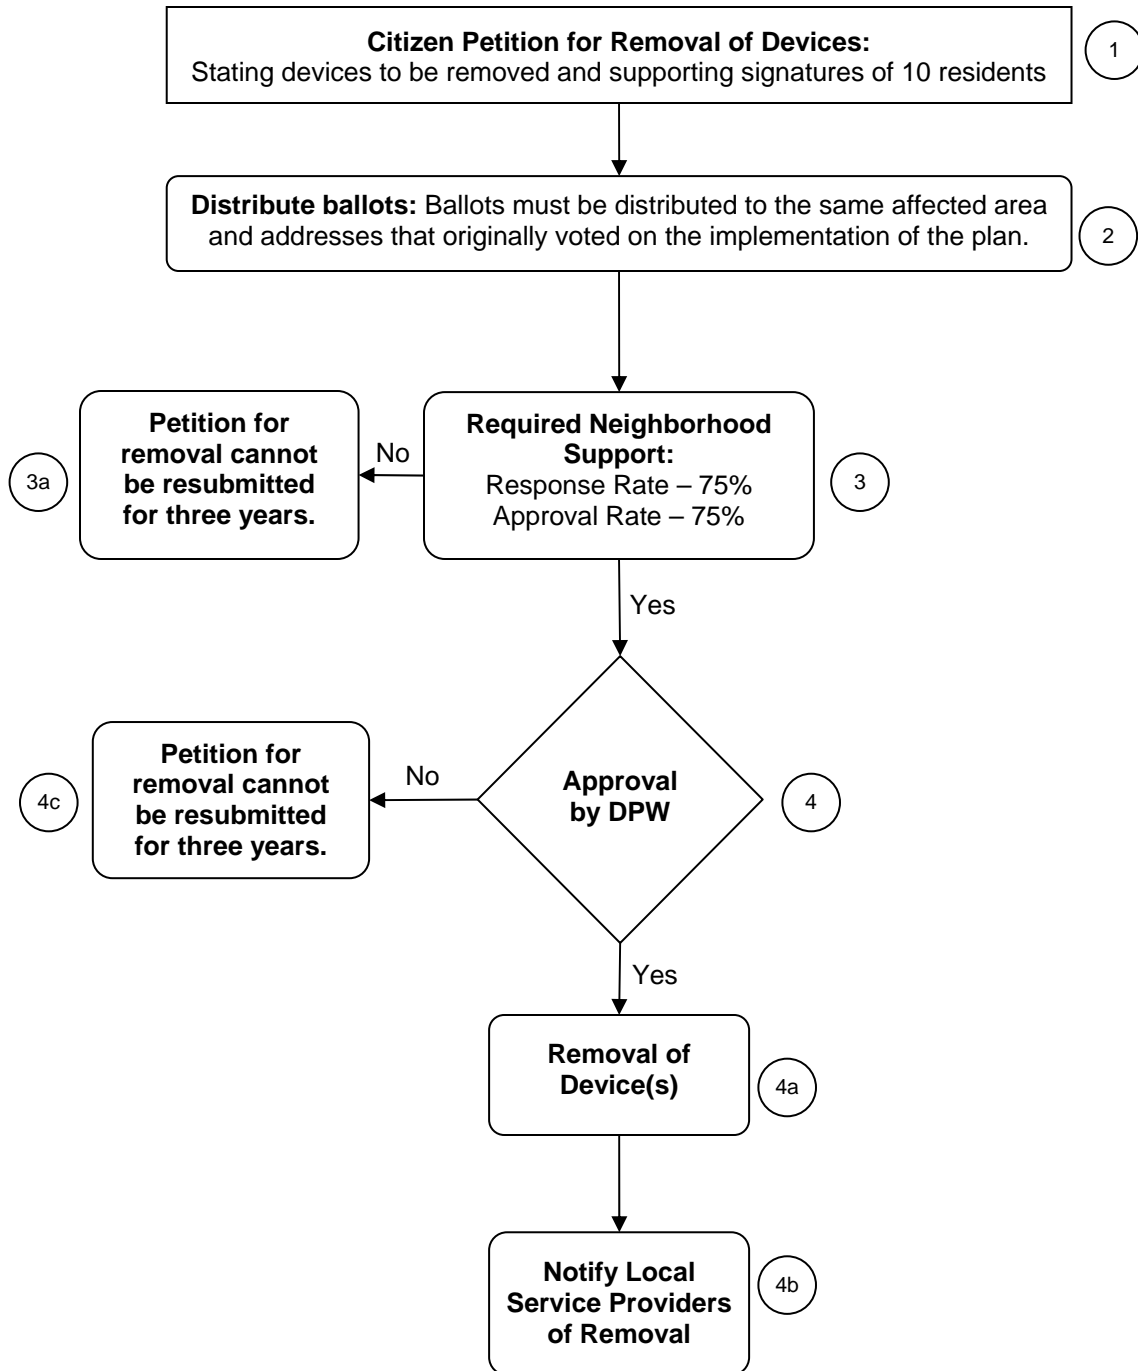 Citizen Petition for Removal of Devices:
Stating devices to be removed and supporting signatures of 10 residents
1
Distribute ballots: Ballots must be distributed to the same affected area
and addresses that originally voted on the implementation of the plan.
2
Petition for
removal cannot
be resubmitted
for three years.
3a
No
Required Neighborhood
Support:
Response Rate – 75%
Approval Rate – 75%
3
Yes
Petition for
removal cannot
be resubmitted
for three years.
4c
No
Approval
by DPW
4
Yes
Removal of
Device(s)
4a
Notify Local
Service Providers
of Removal
4b